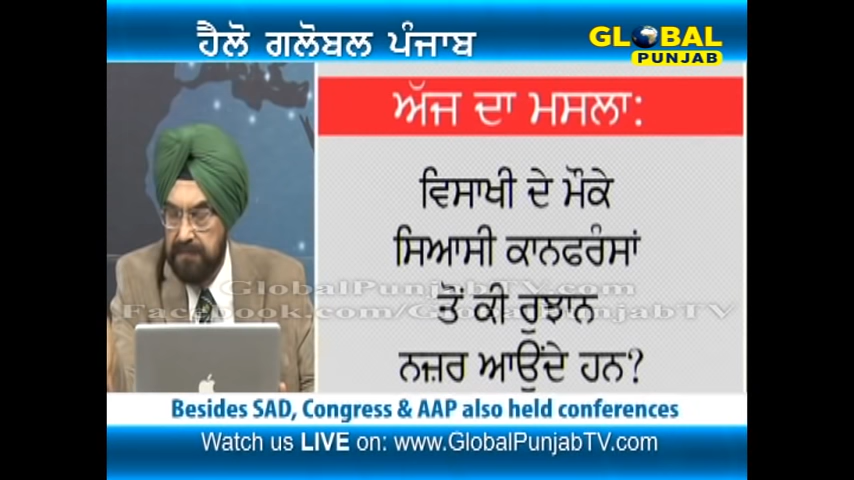 ਹੈਲੋ ਗਲੋਬਲ ਪੰਜਾਬ
GLOBAL
PUNJAB
ਅੱਜ ਦਾ ਮਸਲਾ:
ਵਿਸਾਖੀ ਦੇ ਮੌਕੇ
ਸਿਆਸੀ ਕਾਨਫਰੰਸਾਂ
ਤੋਂ ਕੀ ਰੁਝਾਨ
ਨਜ਼ਰ ਆਉਂਦੇ ਹਨ?
GlobalPunjabTV.com
Facebook.com/GlobalPunjabTV
Besides SAD, Congress & AAP also held conferences
Watch us LIVE on: www.GlobalPunjabTV.com